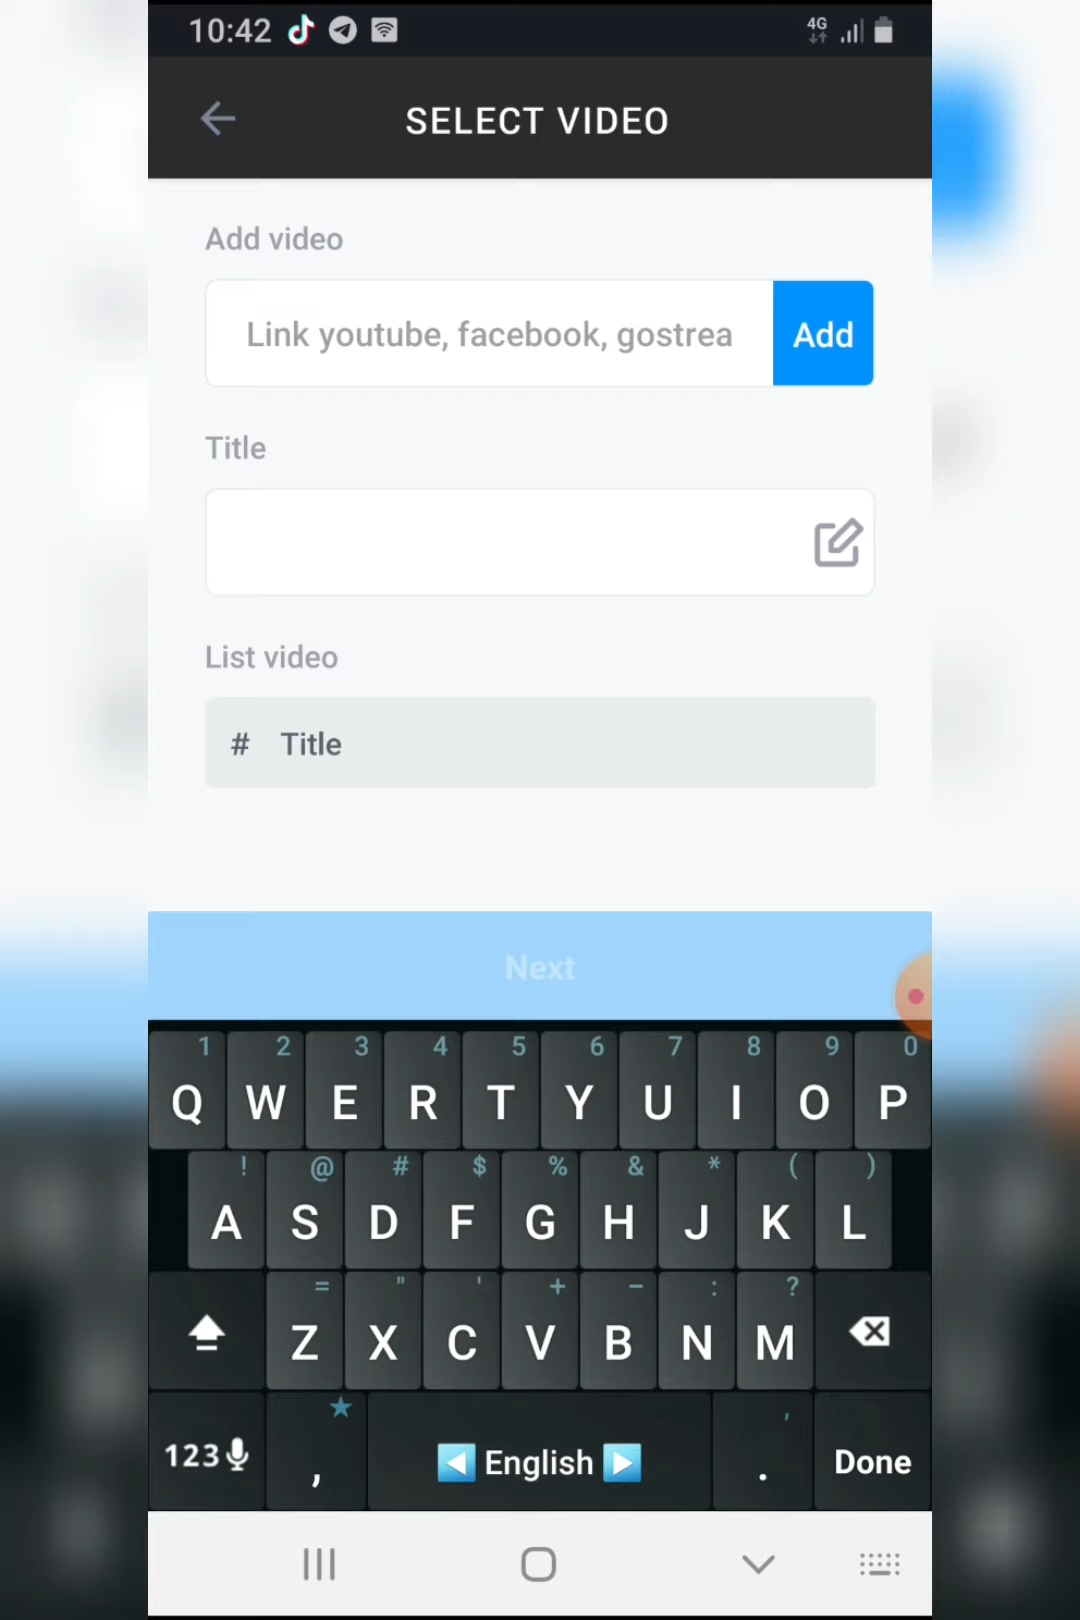 10:42
4G
SELECT VIDEO
Add video
Link youtube, facebook, gostrea
Add
Title
List video
# Title
Next
1 2 3 4 5 6 7 8 9 0
Q W E R T Y U I O P
! @ # $ % & * ( )
A S D F G H J K L
= " ' + - : ?
Z X C V B N M
123 , English . ' Done